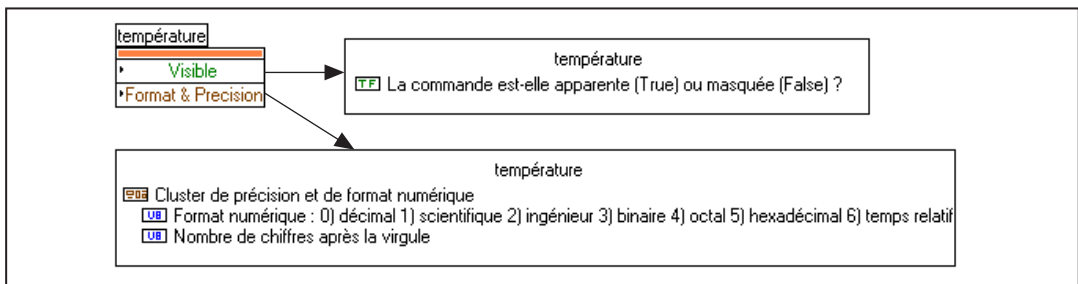 température
Visible
Format & Precision
température
TF La commande est-elle apparente (True) ou masquée (False) ?
température
Cluster de précision et de format numérique
U8 Format numérique : 0) décimal 1) scientifique 2) ingénieur 3) binaire 4) octal 5) hexadécimal 6) temps relatif
U8 Nombre de chiffres après la virgule